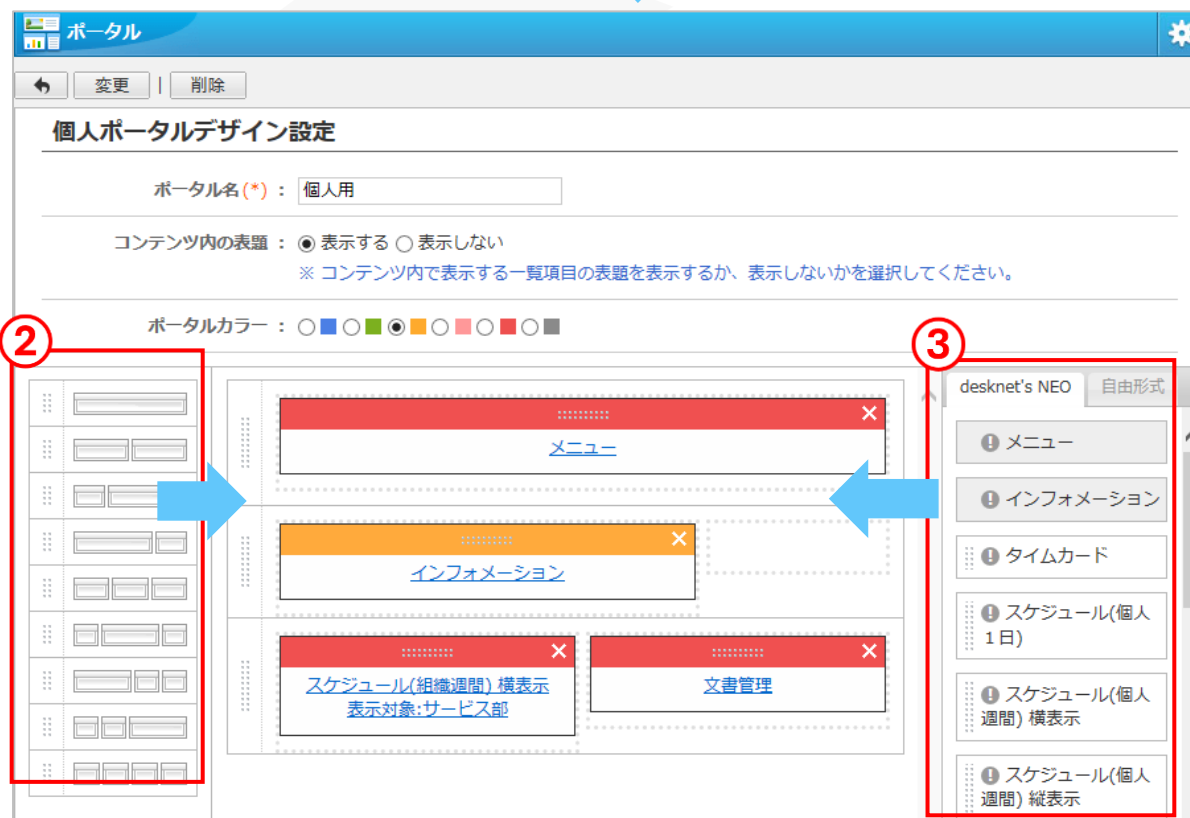 ポータル
変更 | 削除
個人ポータルデザイン設定
ポータル名(*) : 個人用
コンテンツ内の表題 : 表示する 表示しない
※ コンテンツ内で表示する一覧項目の表題を表示するか、表示しないかを選択してください。
ポータルカラー :
2
3
メニュー
インフォメーション
スケジュール(組織週間) 横表示
表示対象:サービス部
文書管理
desknet's NEO 自由形式
メニュー
インフォメーション
タイムカード
スケジュール(個人
1日)
スケジュール(個人
週間) 横表示
スケジュール(個人
週間) 縦表示